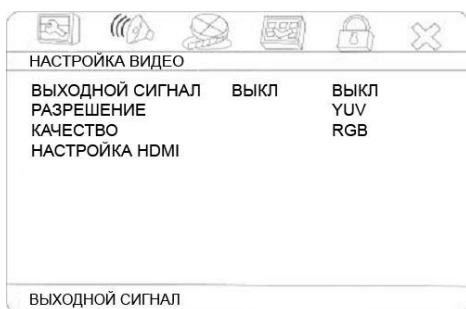 НАСТРОЙКА ВИДЕО
ВЫХОДНОЙ СИГНАЛ ВЫКЛ ВЫКЛ
РАЗРЕШЕНИЕ YUV
КАЧЕСТВО RGB
НАСТРОЙКА HDMI
ВЫХОДНОЙ СИГНАЛ